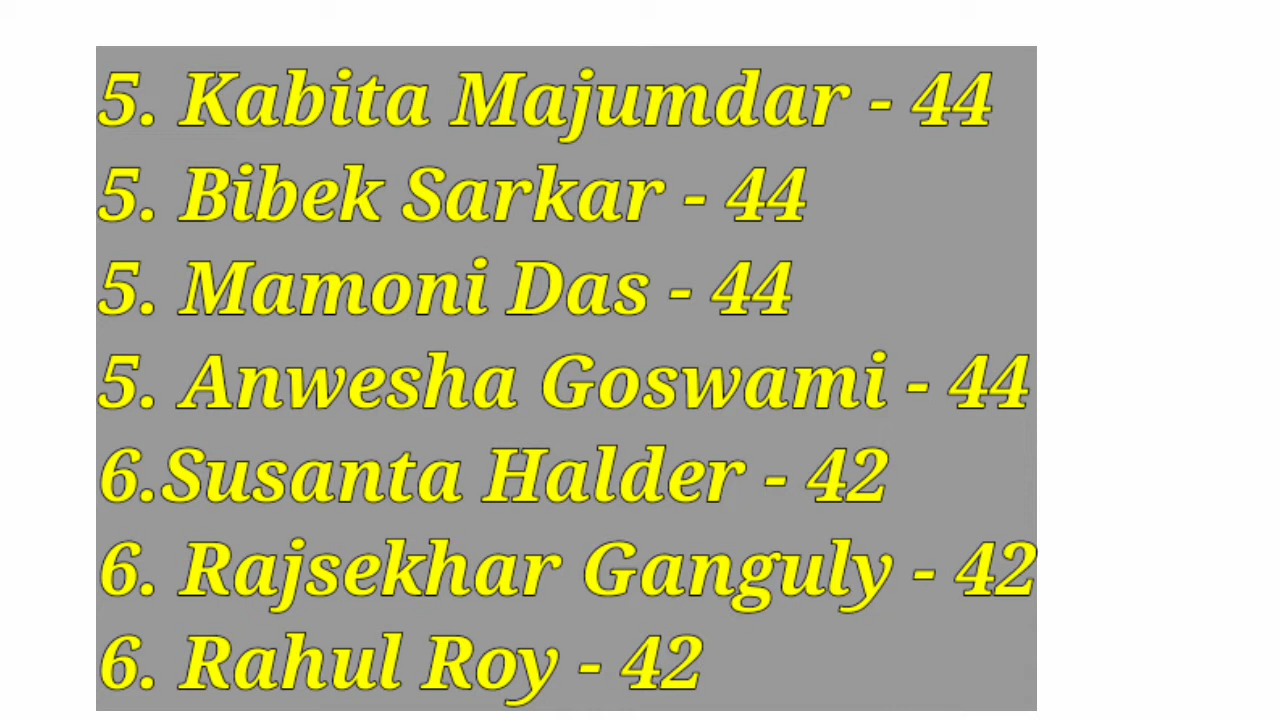 5. Kabita Majumdar - 44
5. Bibek Sarkar - 44
5. Mamoni Das - 44
5. Anwesha Goswami - 44
6.Susanta Halder - 42
6. Rajsekhar Ganguly - 42
6. Rahul Roy - 42